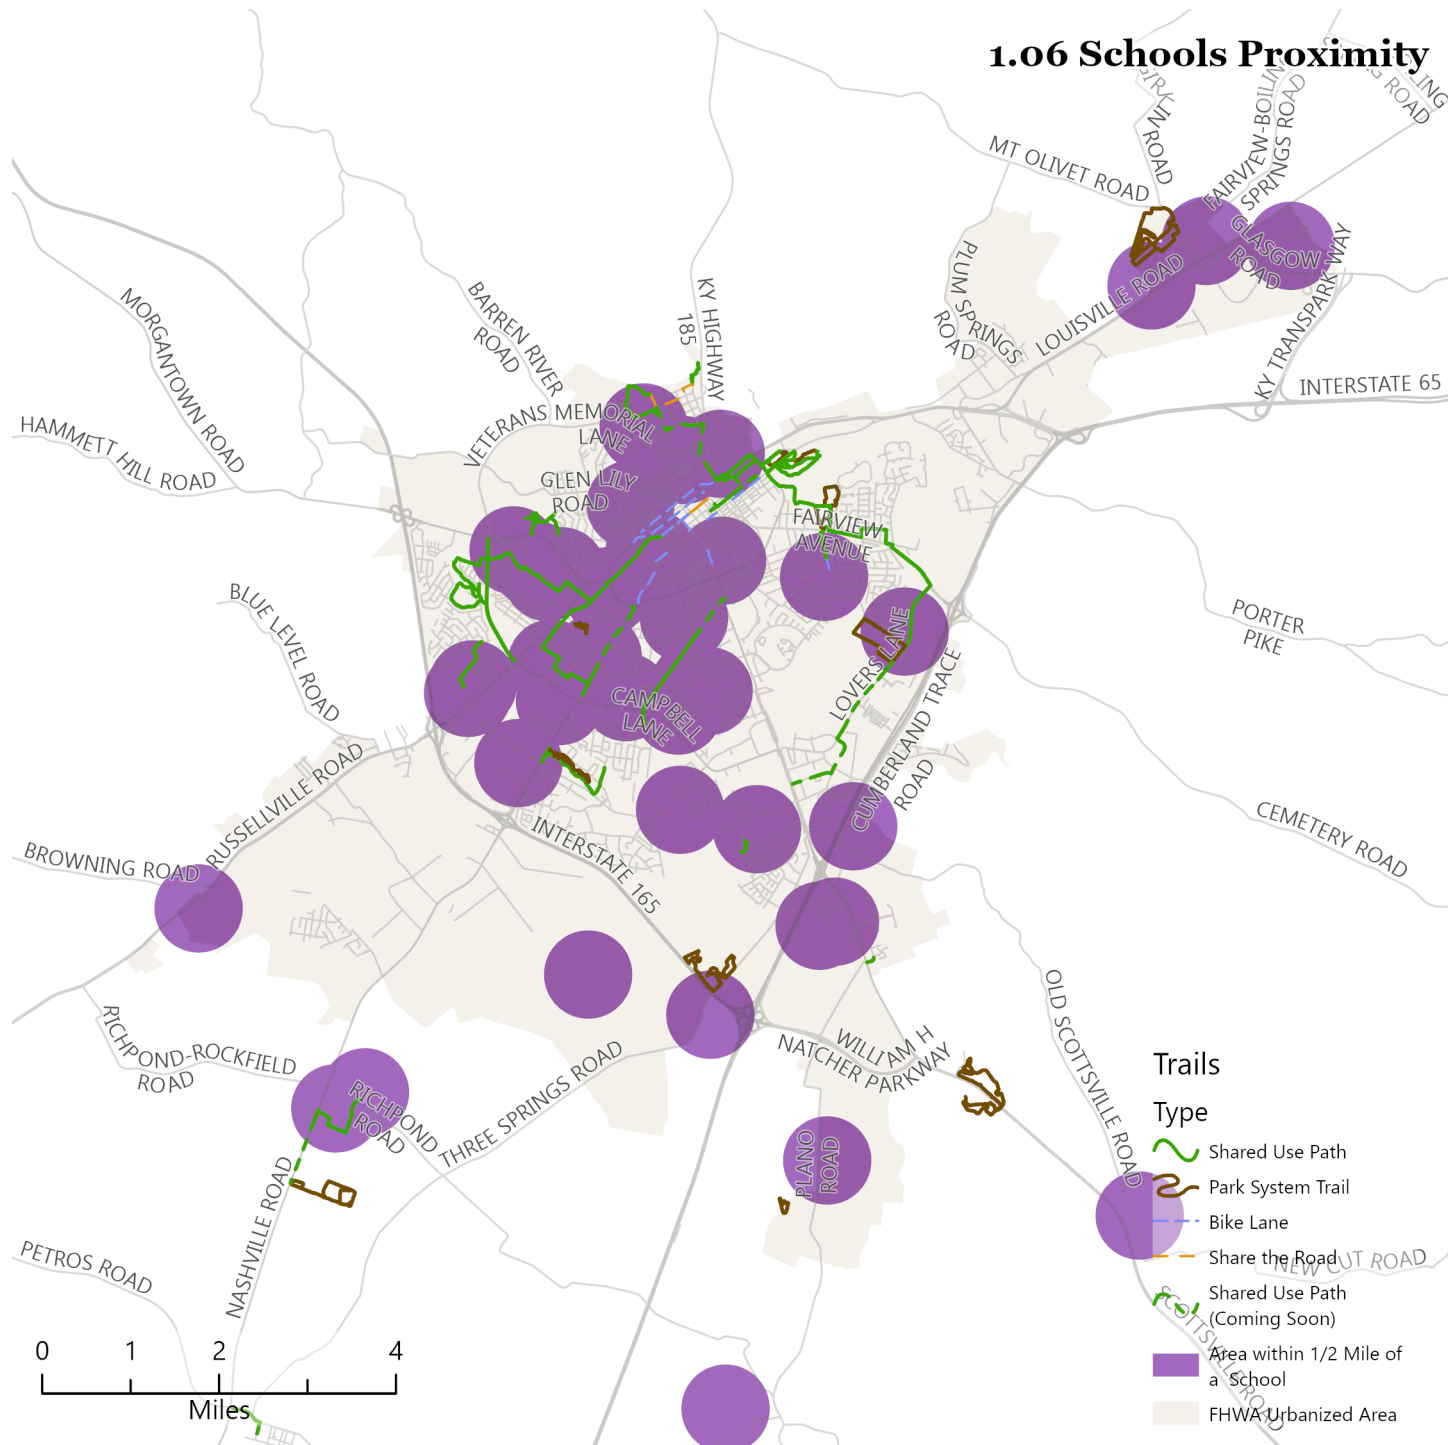 1.06 Schools Proximity
GIRKIN
ROAD
FAIRVIEW-BOILIN
SPRINGS ROAD
LING
ROAD
MT OLIVET ROAD
PLUM SPRINGS
ROAD
GLASGOW
ROAD
LOUISVILLE ROAD
KY TRANSPARK WAY
INTERSTATE 65
KY HIGHWAY
185
BARREN RIVER
ROAD
MORGANTOWN ROAD
HAMMETT HILL ROAD
VETERANS MEMORIAL
LANE
GLEN LILY
ROAD
FAIRVIEW
AVENUE
BLUE LEVEL ROAD
PORTER
PIKE
LOVERS LANE
CAMPBELL
LANE
CUMBERLAND TRACE
ROAD
RUSSELLVILLE ROAD
BROWNING ROAD
INTERSTATE 165
CEMETERY ROAD
RICHPOND-ROCKFIELD
ROAD
RICHPOND
ROAD
THREE SPRINGS ROAD
WILLIAM H
NATCHER PARKWAY
OLD SCOTTSVILLE ROAD
PLANO
ROAD
NASHVILLE ROAD
PETROS ROAD
NEW CUT ROAD
SCOTTSVILLE ROAD
Trails
Type
Shared Use Path
Park System Trail
Bike Lane
Share the Road
Shared Use Path
(Coming Soon)
Area within 1/2 Mile of
a School
FHWA Urbanized Area
0 1 2 4
Miles